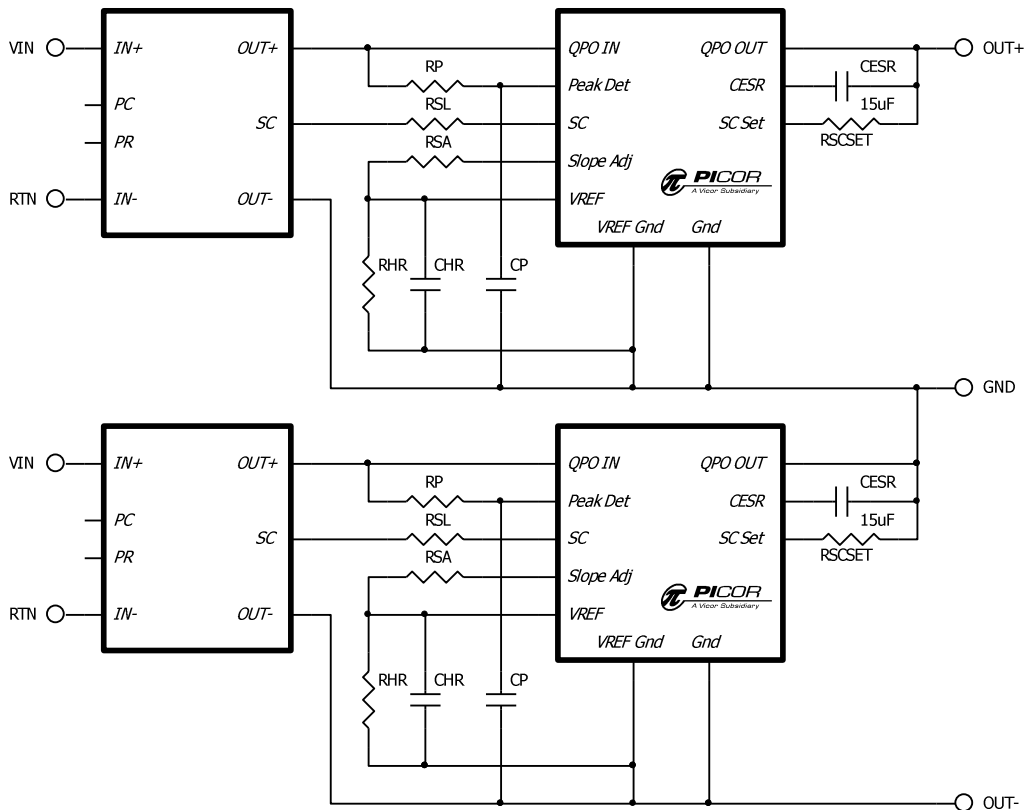 VIN
IN+
OUT+
PC
SC
PR
RTN
IN-
OUT-
RP
RSL
RSA
RHR
CHR
CP
QPO IN
QPO OUT
Peak Det
CESR
SC
SC Set
Slope Adj
VREF
PICOR
A Vicor Subsidiary
VREF Gnd
Gnd
CESR
15uF
RSCSET
OUT+
GND
VIN
IN+
OUT+
PC
SC
PR
RTN
IN-
OUT-
RP
RSL
RSA
RHR
CHR
CP
QPO IN
QPO OUT
Peak Det
CESR
SC
SC Set
Slope Adj
VREF
PICOR
A Vicor Subsidiary
VREF Gnd
Gnd
CESR
15uF
RSCSET
OUT-